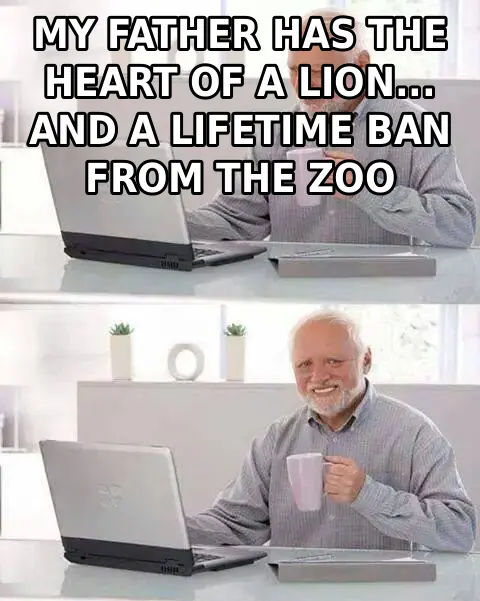 MY FATHER HAS THE
HEART OF A LION...
AND A LIFETIME BAN
FROM THE ZOO